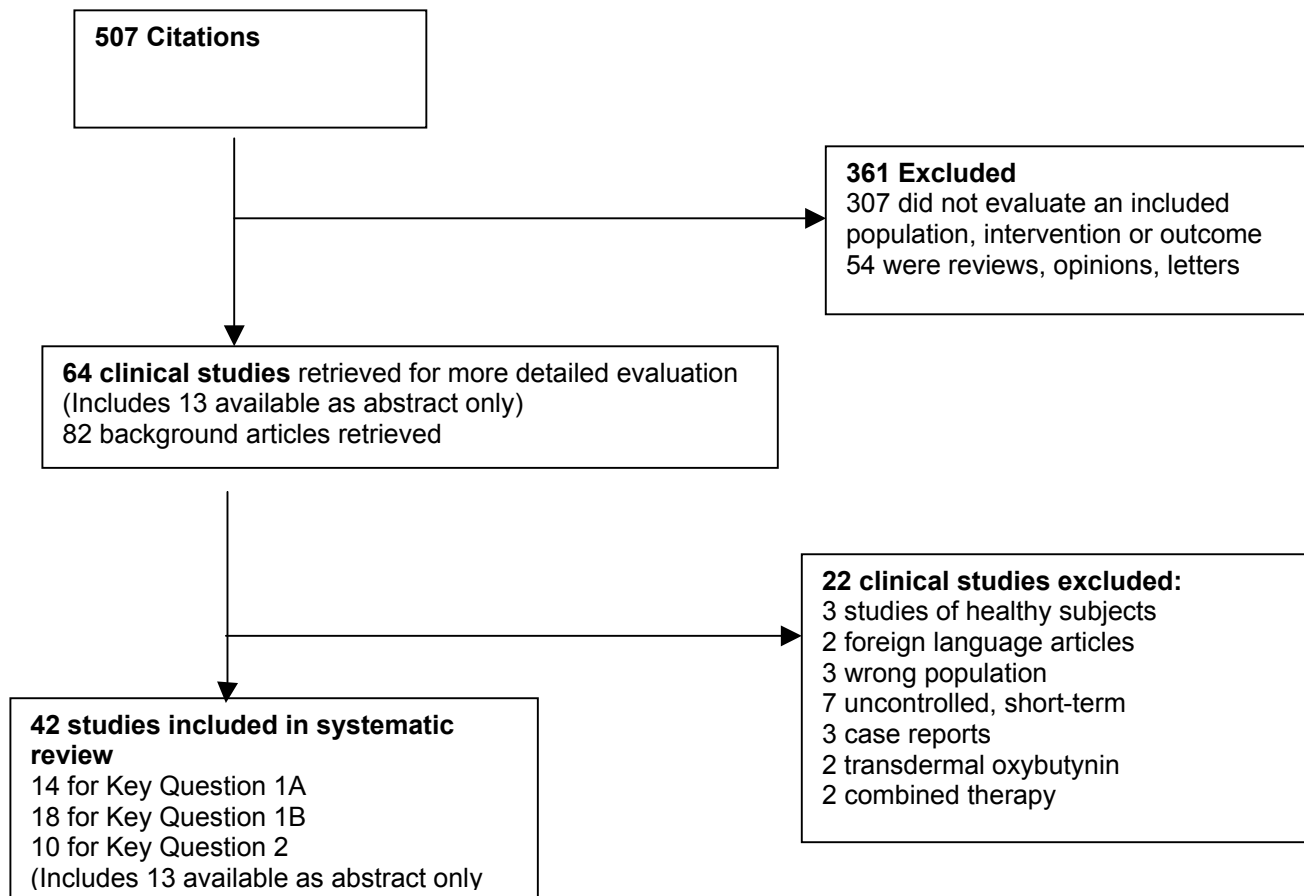 507 Citations
361 Excluded
307 did not evaluate an included
population, intervention or outcome
54 were reviews, opinions, letters
64 clinical studies retrieved for more detailed evaluation
(Includes 13 available as abstract only)
82 background articles retrieved
22 clinical studies excluded:
3 studies of healthy subjects
2 foreign language articles
3 wrong population
7 uncontrolled, short-term
3 case reports
2 transdermal oxybutynin
2 combined therapy
42 studies included in systematic
review
14 for Key Question 1A
18 for Key Question 1B
10 for Key Question 2
(Includes 13 available as abstract only